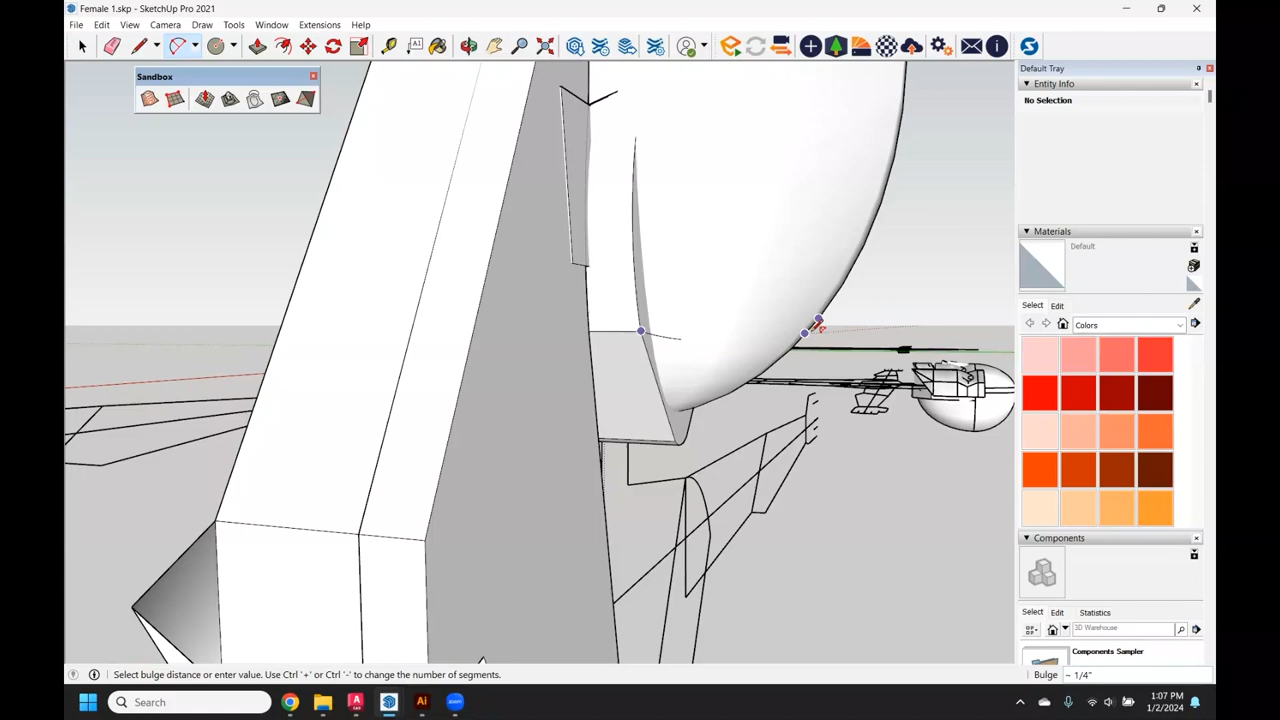 Female 1.skp - SketchUp Pro 2021
File Edit View Camera Draw Tools Window Extensions Help
Sandbox
Default Tray
Entity Info
No Selection
Materials
Default
Select Edit
Colors
Components
Select Edit Statistics
3D Warehouse
Components Sampler
Select bulge distance or enter value. Use Ctrl '+' or Ctrl '-' to change the number of segments.
Bulge ~ 1/4"
Search
1:07 PM
1/2/2024